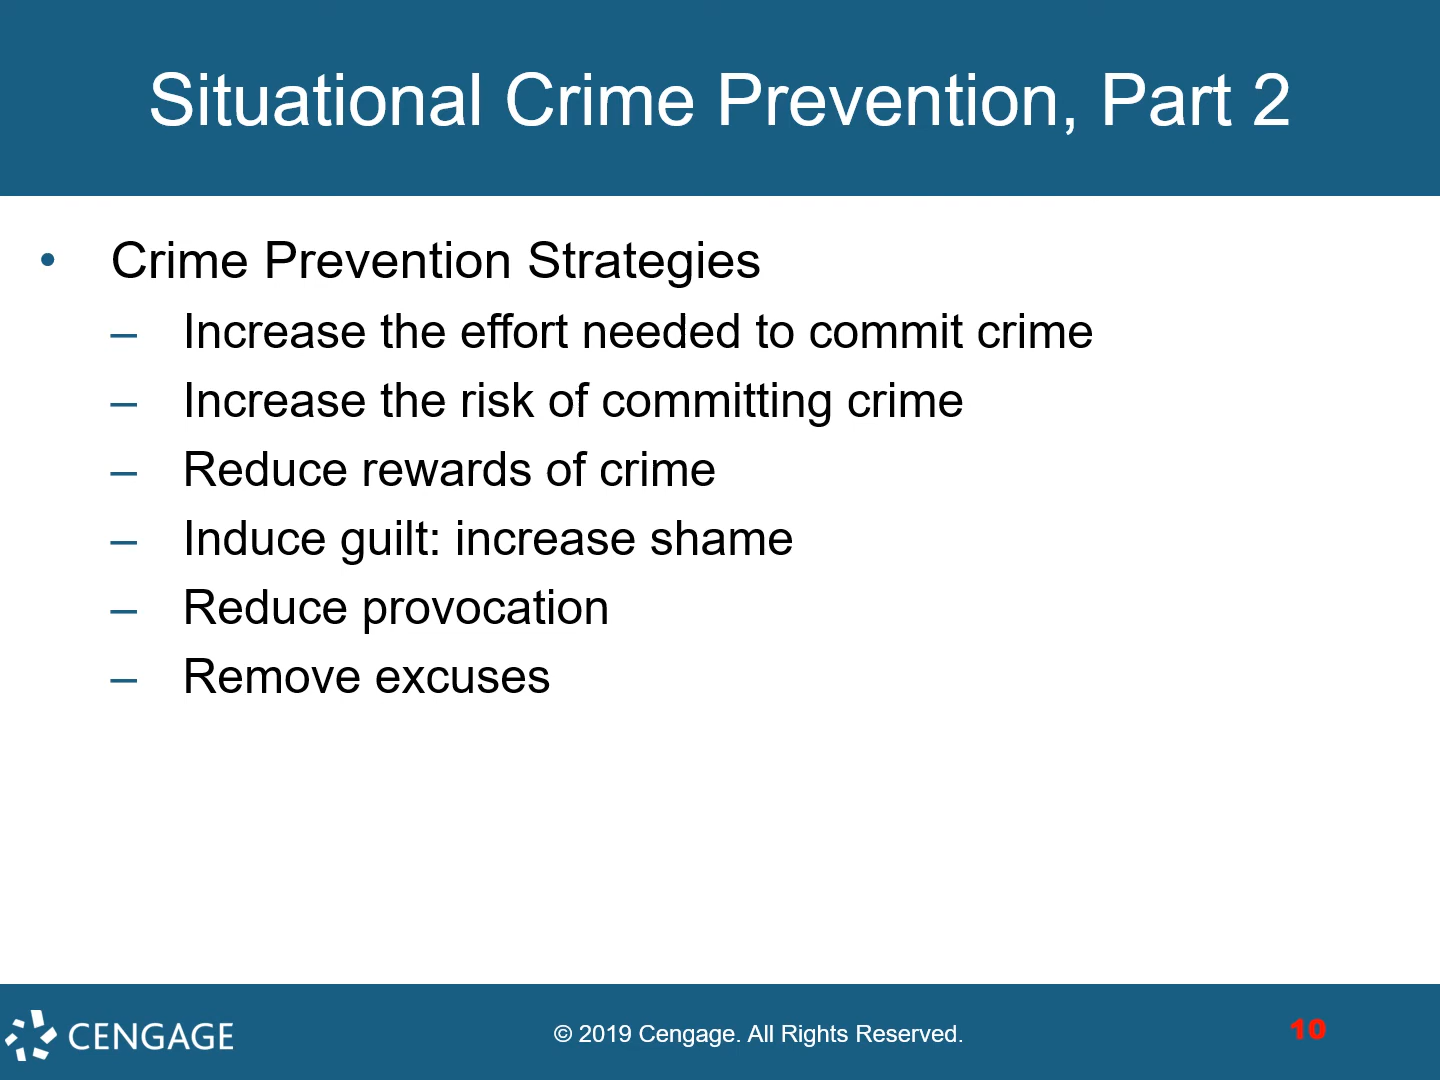 Situational Crime Prevention, Part 2
• Crime Prevention Strategies
– Increase the effort needed to commit crime
– Increase the risk of committing crime
– Reduce rewards of crime
– Induce guilt: increase shame
– Reduce provocation
– Remove excuses
CENGAGE
© 2019 Cengage. All Rights Reserved.
10